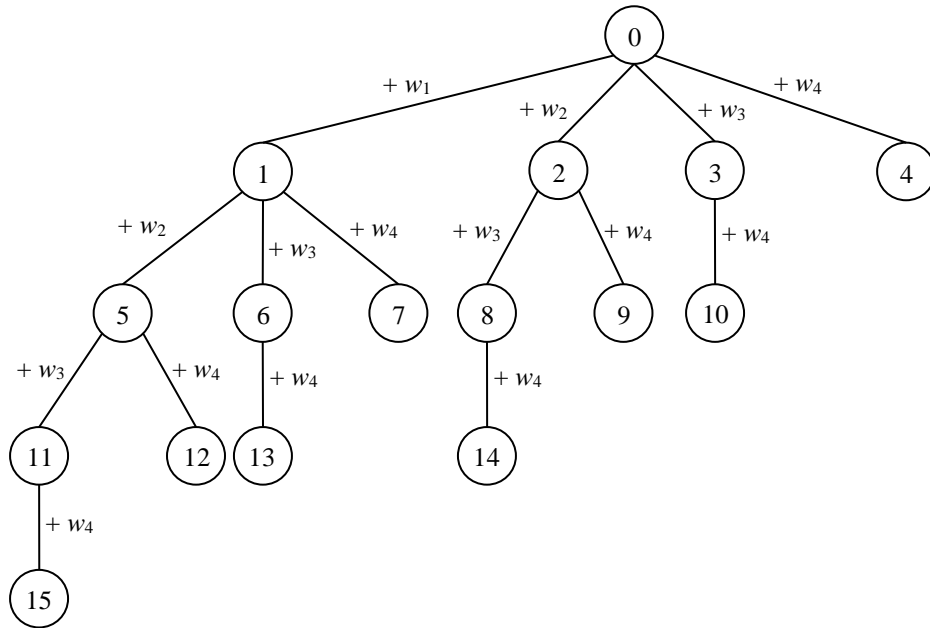 0
+ w₁
+ w₂
+ w₃
+ w₄
1
2
3
4
+ w₂
+ w₃
+ w₄
+ w₃
+ w₄
+ w₄
5
6
7
8
9
10
+ w₃
+ w₄
+ w₄
+ w₄
11
12
13
14
+ w₄
15